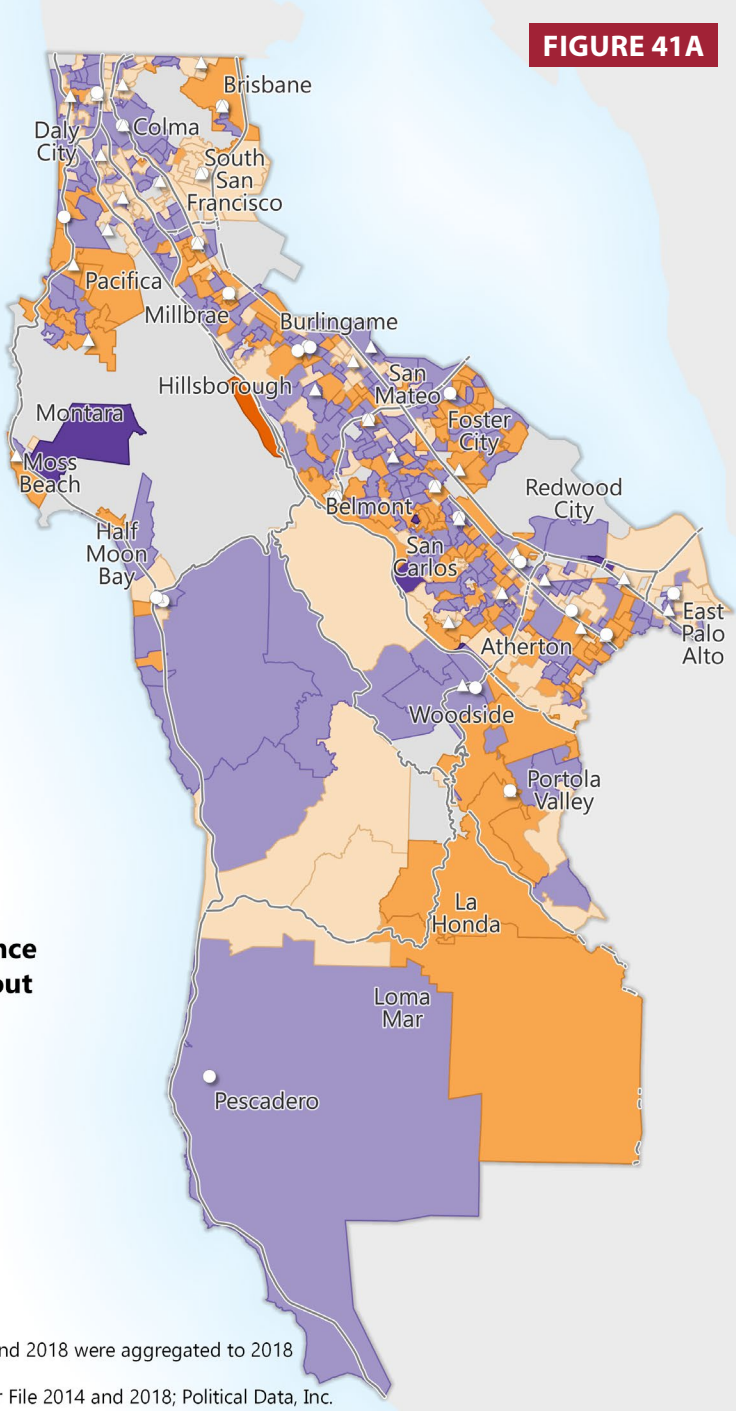 FIGURE 41A
Brisbane
Daly
City
Colma
South
San
Francisco
Pacifica
Millbrae
Burlingame
Hillsborough
San
Mateo
Montara
Foster
City
Moss
Beach
Redwood
City
Belmont
Half
Moon
Bay
San
Carlos
East
Palo
Alto
Atherton
Woodside
Portola
Valley
La
Honda
nce
out
Loma
Mar
Pescadero
nd 2018 were aggregated to 2018
r File 2014 and 2018; Political Data, Inc.